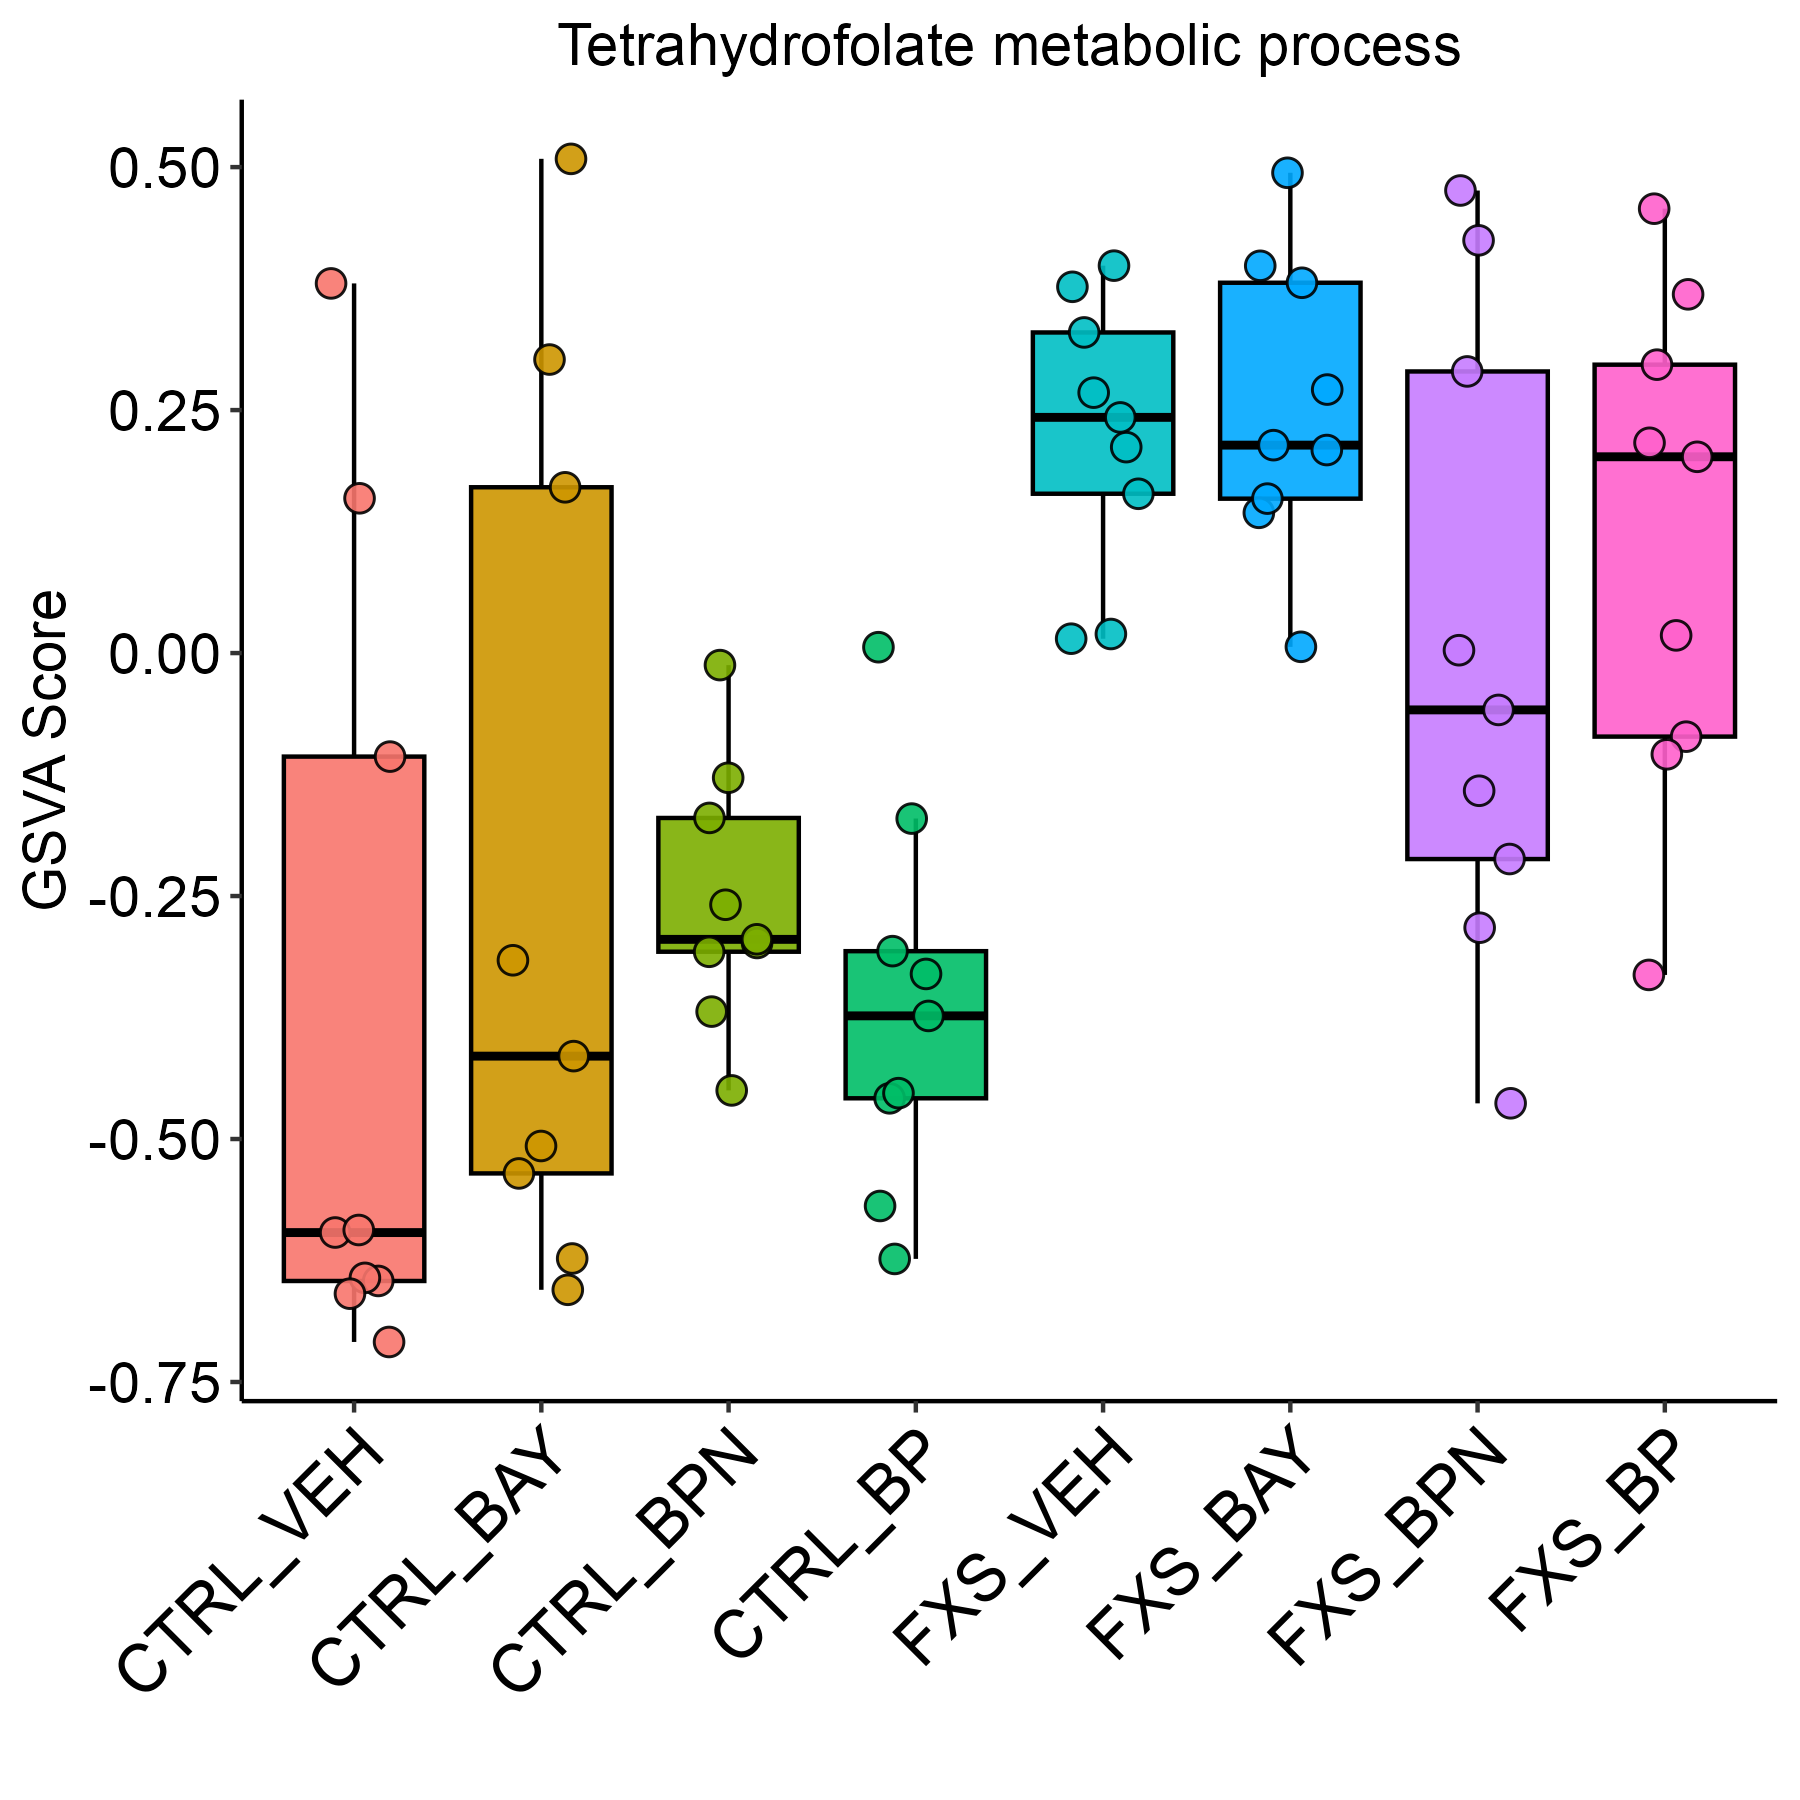 Tetrahydrofolate metabolic process
GSVA Score
0.50
0.25
0.00
-0.25
-0.50
-0.75
CTRL_VEH
CTRL_BAY
CTRL_BPN
CTRL_BP
FXS_VEH
FXS_BAY
FXS_BPN
FXS_BP